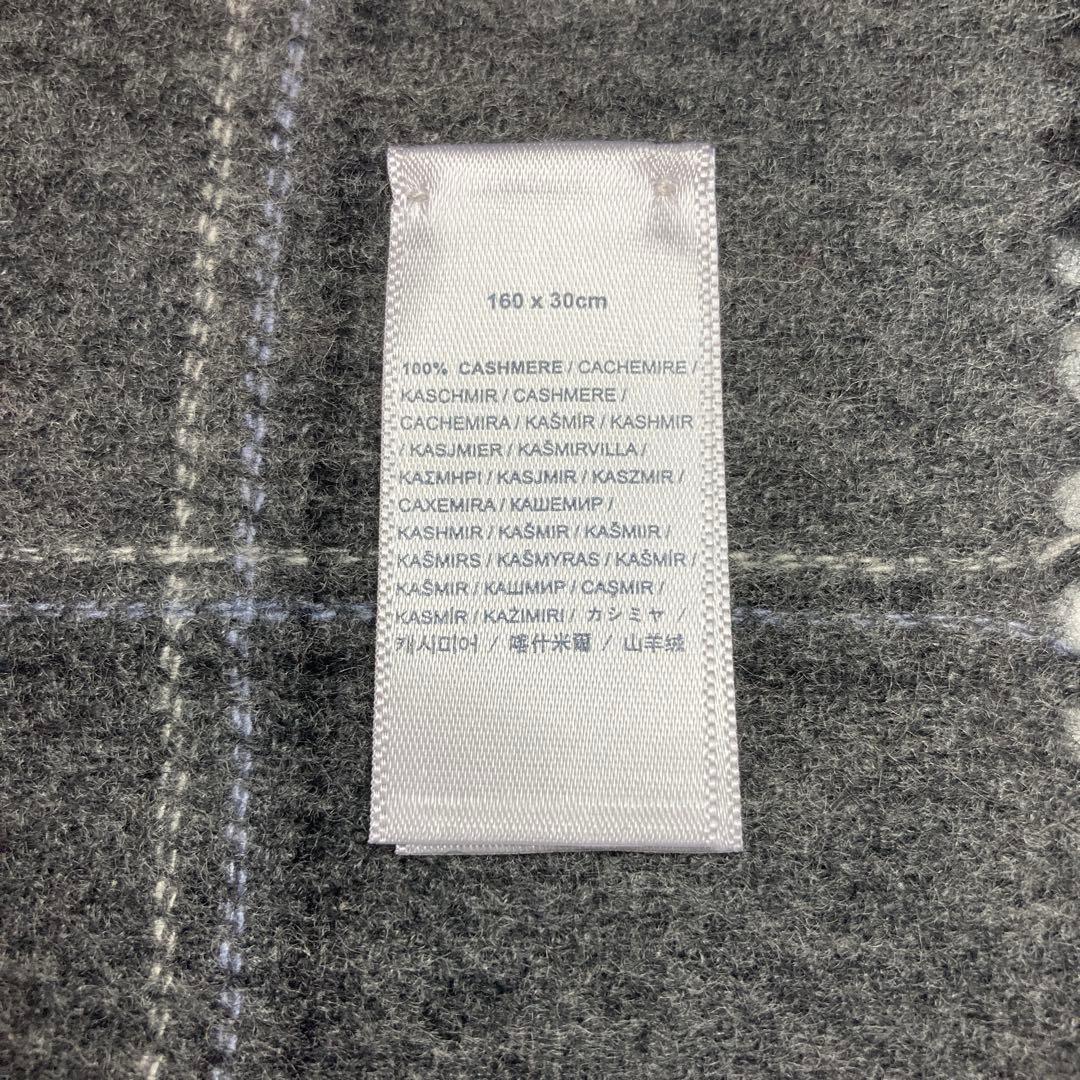 160 x 30cm
100% CASHMERE / CACHEMIRE /
KASCHMIR / CASHMERE /
CACHEMIRA / KAŠMÍR / KASHMIR
/ KASJMIER / KAŠMIRVILLA /
ΚΑΣΜΗΡΙ / KASJMIR / KASZMIR /
CAXEMIRA / КАШЕМИР /
KASHMIR / KAŠMIR / KAŠMIIR /
KAŠMIRS / KAŠMYRAS / KAŠMÍR /
KAŠMIR / КАШМИР / CAŞMIR /
KASMÍR / KAZIMIRI / カシミヤ /
캐시미어 / 喀什米爾 / 山羊绒